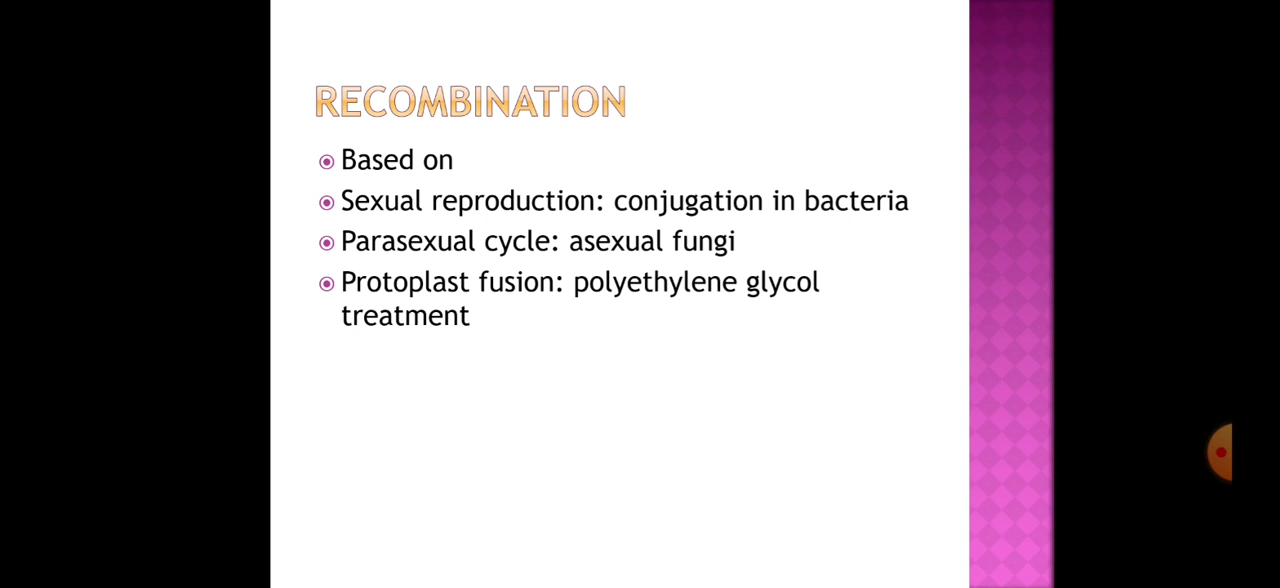 RECOMBINATION
Based on
Sexual reproduction: conjugation in bacteria
Parasexual cycle: asexual fungi
Protoplast fusion: polyethylene glycol
treatment